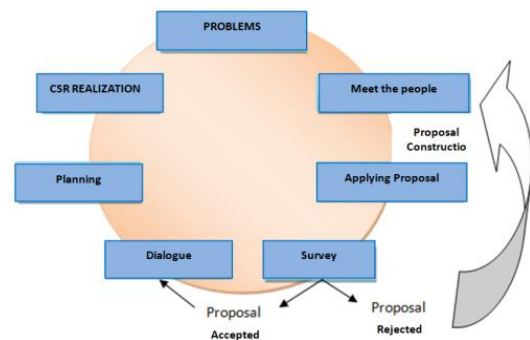 PROBLEMS
CSR REALIZATION
Meet the people
Proposal
Constructio
Planning
Applying Proposal
Dialogue
Survey
Proposal
Accepted
Proposal
Rejected